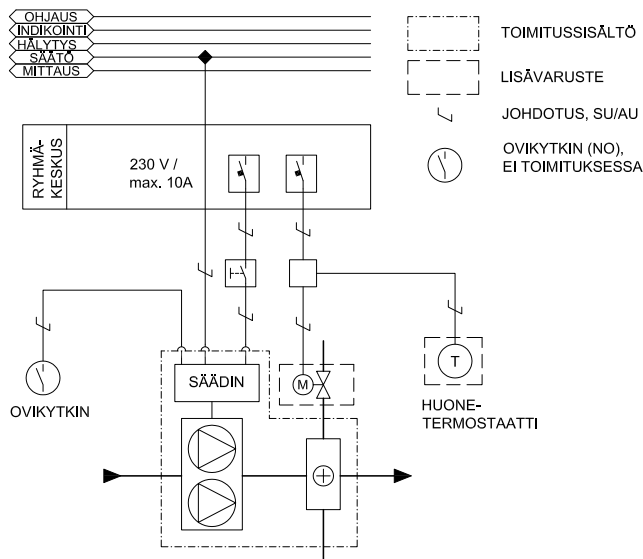 OHJAUS
INDIKOINTI
HÄLYTYS
SÄÄTÖ
MITTAUS
TOIMITUSSISÄLTÖ
LISÄVARUSTE
JOHDOTUS, SU/AU
OVIKYTKIN (NO),
EI TOIMITUKSESSA
RYHMÄ-
KESKUS
230 V /
max. 10A
SÄÄDIN
M
T
OVIKYTKIN
HUONE-
TERMOSTAATTI